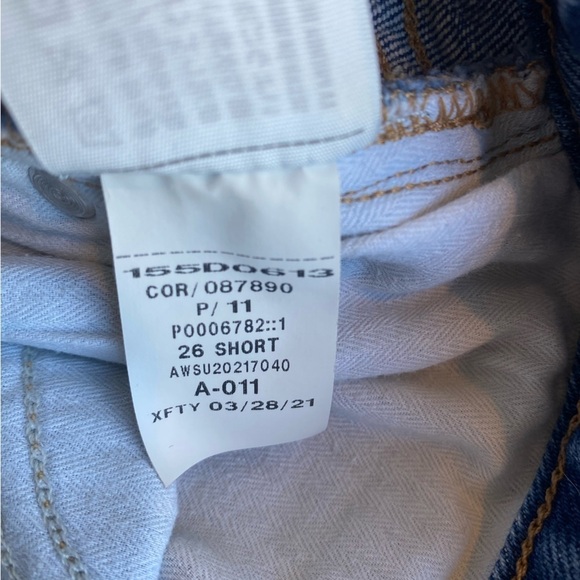 155D0613
COR/087890
P/ 11
P0006782::1
26 SHORT
AWSU20217040
A-011
XFTY 03/28/21